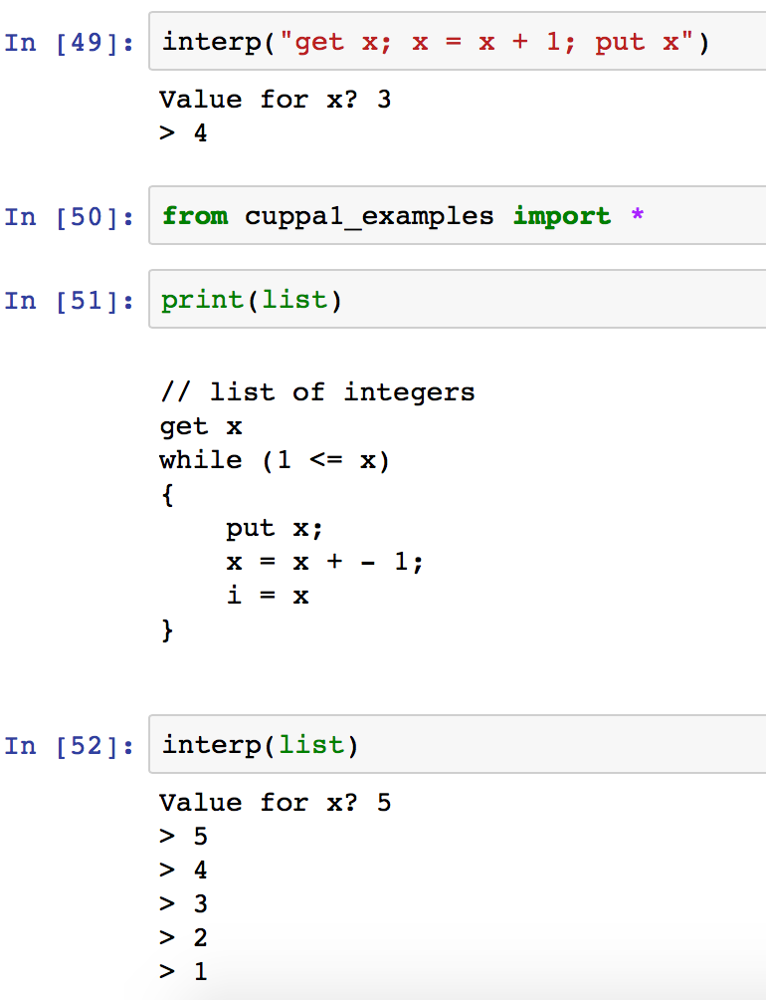 In [49]: interp("get x; x = x + 1; put x")
Value for x? 3
> 4
In [50]: from cuppa1_examples import *
In [51]: print(list)
// list of integers
get x
while (1 <= x)
{
    put x;
    x = x + - 1;
    i = x
}
In [52]: interp(list)
Value for x? 5
> 5
> 4
> 3
> 2
> 1